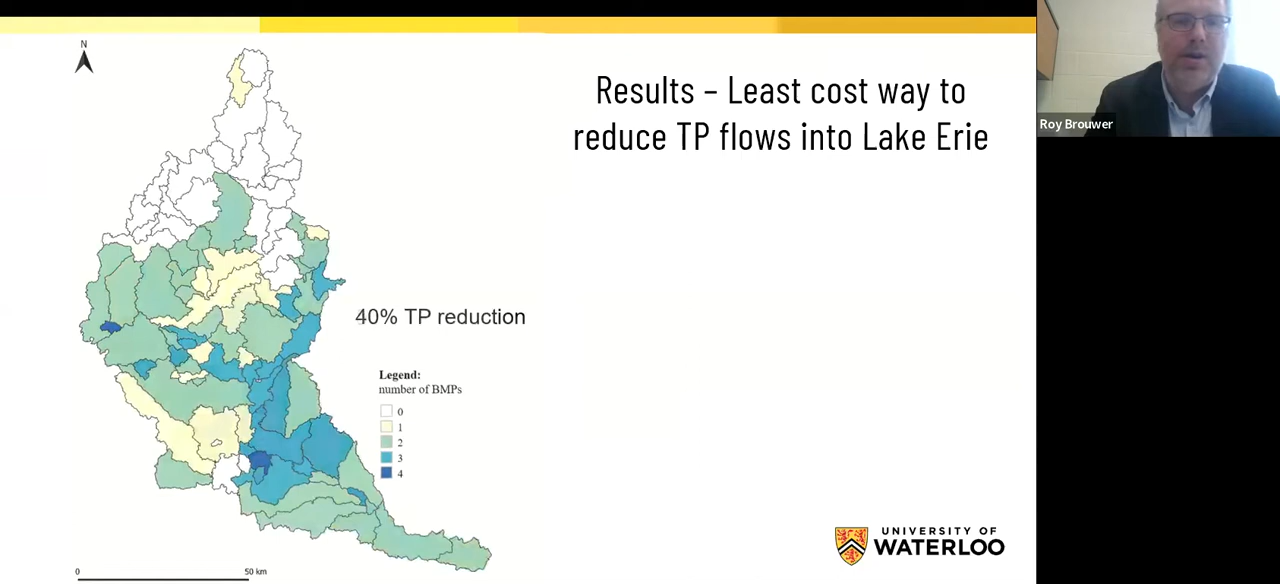 Results – Least cost way to
reduce TP flows into Lake Erie
Roy Brouwer
N
40% TP reduction
Legend:
number of BMPs
0
1
2
3
4
UNIVERSITY OF
WATERLOO
0 50 km